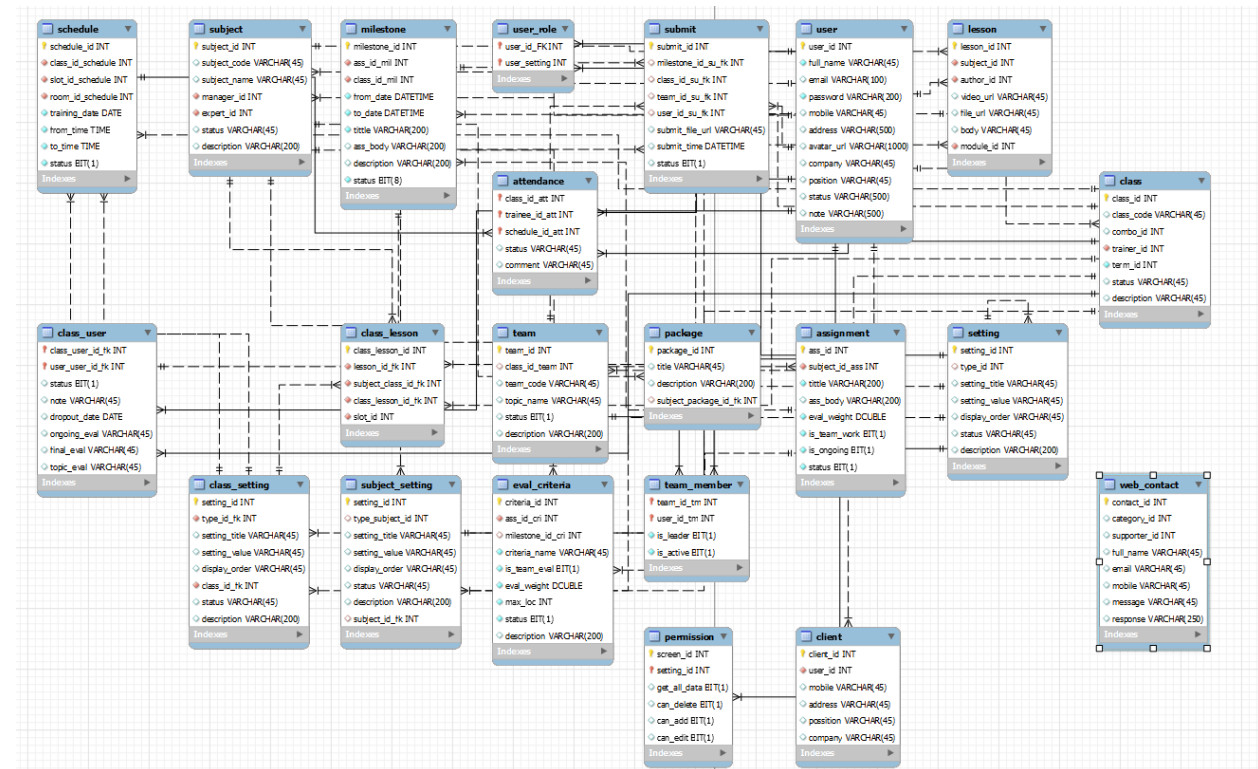 schedule
schedule_id INT
class_id_schedule INT
slot_id_schedule INT
room_id_schedule INT
training_date DATE
from_time TIME
to_time TIME
status BIT(1)
Indexes
subject
subject_id INT
subject_code VARCHAR(45)
subject_name VARCHAR(45)
manager_id INT
expert_id INT
status VARCHAR(45)
description VARCHAR(200)
Indexes
milestone
milestone_id INT
ass_id_mil INT
class_id_mil INT
from_date DATETIME
to_date DATETIME
tittle VARCHAR(200)
ass_body VARCHAR(200)
description VARCHAR(200)
status BIT(8)
Indexes
user_role
user_id_FK INT
user_setting INT
Indexes
submit
submit_id INT
milestone_id_su_fk INT
class_id_su_fk INT
team_id_su_fk INT
user_id_su_fk INT
submit_file_url VARCHAR(45)
submit_time DATETIME
status BIT(1)
Indexes
user
user_id INT
full_name VARCHAR(45)
email VARCHAR(100)
password VARCHAR(200)
mobile VARCHAR(45)
address VARCHAR(500)
avatar_url VARCHAR(1000)
company VARCHAR(45)
position VARCHAR(45)
status VARCHAR(500)
note VARCHAR(500)
Indexes
lesson
lesson_id INT
subject_id INT
author_id INT
video_url VARCHAR(45)
file_url VARCHAR(45)
body VARCHAR(45)
module_id INT
Indexes
attendance
class_id_att INT
trainee_id_att INT
schedule_id_att INT
status VARCHAR(45)
comment VARCHAR(45)
Indexes
class
class_id INT
class_code VARCHAR(45)
combo_id INT
trainer_id INT
term_id INT
status VARCHAR(45)
description VARCHAR(45)
Indexes
class_user
class_user_id_fk INT
user_user_id_fk INT
status BIT(1)
note VARCHAR(45)
dropout_date DATE
ongoing_eval VARCHAR(45)
final_eval VARCHAR(45)
topic_eval VARCHAR(45)
Indexes
class_lesson
class_lesson_id INT
lesson_id_fk INT
subject_class_id_fk INT
class_lesson_id_fk INT
slot_id INT
Indexes
team
team_id INT
class_id_team INT
team_code VARCHAR(45)
topic_name VARCHAR(45)
status BIT(1)
description VARCHAR(200)
Indexes
package
package_id INT
title VARCHAR(45)
description VARCHAR(200)
subject_package_id_fk INT
Indexes
assignment
ass_id INT
subject_id_ass INT
tittle VARCHAR(200)
ass_body VARCHAR(200)
eval_weight DOUBLE
is_team_work BIT(1)
is_ongoing BIT(1)
status BIT(1)
Indexes
setting
setting_id INT
type_id INT
setting_title VARCHAR(45)
setting_value VARCHAR(45)
display_order VARCHAR(45)
status VARCHAR(45)
description VARCHAR(200)
Indexes
class_setting
setting_id INT
type_id_fk INT
setting_title VARCHAR(45)
setting_value VARCHAR(45)
display_order VARCHAR(45)
class_id_fk INT
status VARCHAR(45)
description VARCHAR(200)
Indexes
subject_setting
setting_id INT
type_subject_id INT
setting_title VARCHAR(45)
setting_value VARCHAR(45)
display_order VARCHAR(45)
status VARCHAR(45)
description VARCHAR(200)
subject_id_fk INT
Indexes
eval_criteria
criteria_id INT
ass_id_cri INT
milestone_id_cri INT
criteria_name VARCHAR(45)
is_team_eval BIT(1)
eval_weight DOUBLE
max_loc INT
status BIT(1)
description VARCHAR(200)
Indexes
team_member
team_id_tm INT
user_id_tm INT
is_leader BIT(1)
is_active BIT(1)
Indexes
web_contact
contact_id INT
category_id INT
supporter_id INT
full_name VARCHAR(45)
email VARCHAR(45)
mobile VARCHAR(45)
message VARCHAR(45)
response VARCHAR(250)
Indexes
permission
screen_id INT
setting_id INT
get_all_data BIT(1)
can_delete BIT(1)
can_add BIT(1)
can_edit BIT(1)
Indexes
client
client_id INT
user_id INT
mobile VARCHAR(45)
address VARCHAR(45)
possition VARCHAR(45)
company VARCHAR(45)
Indexes